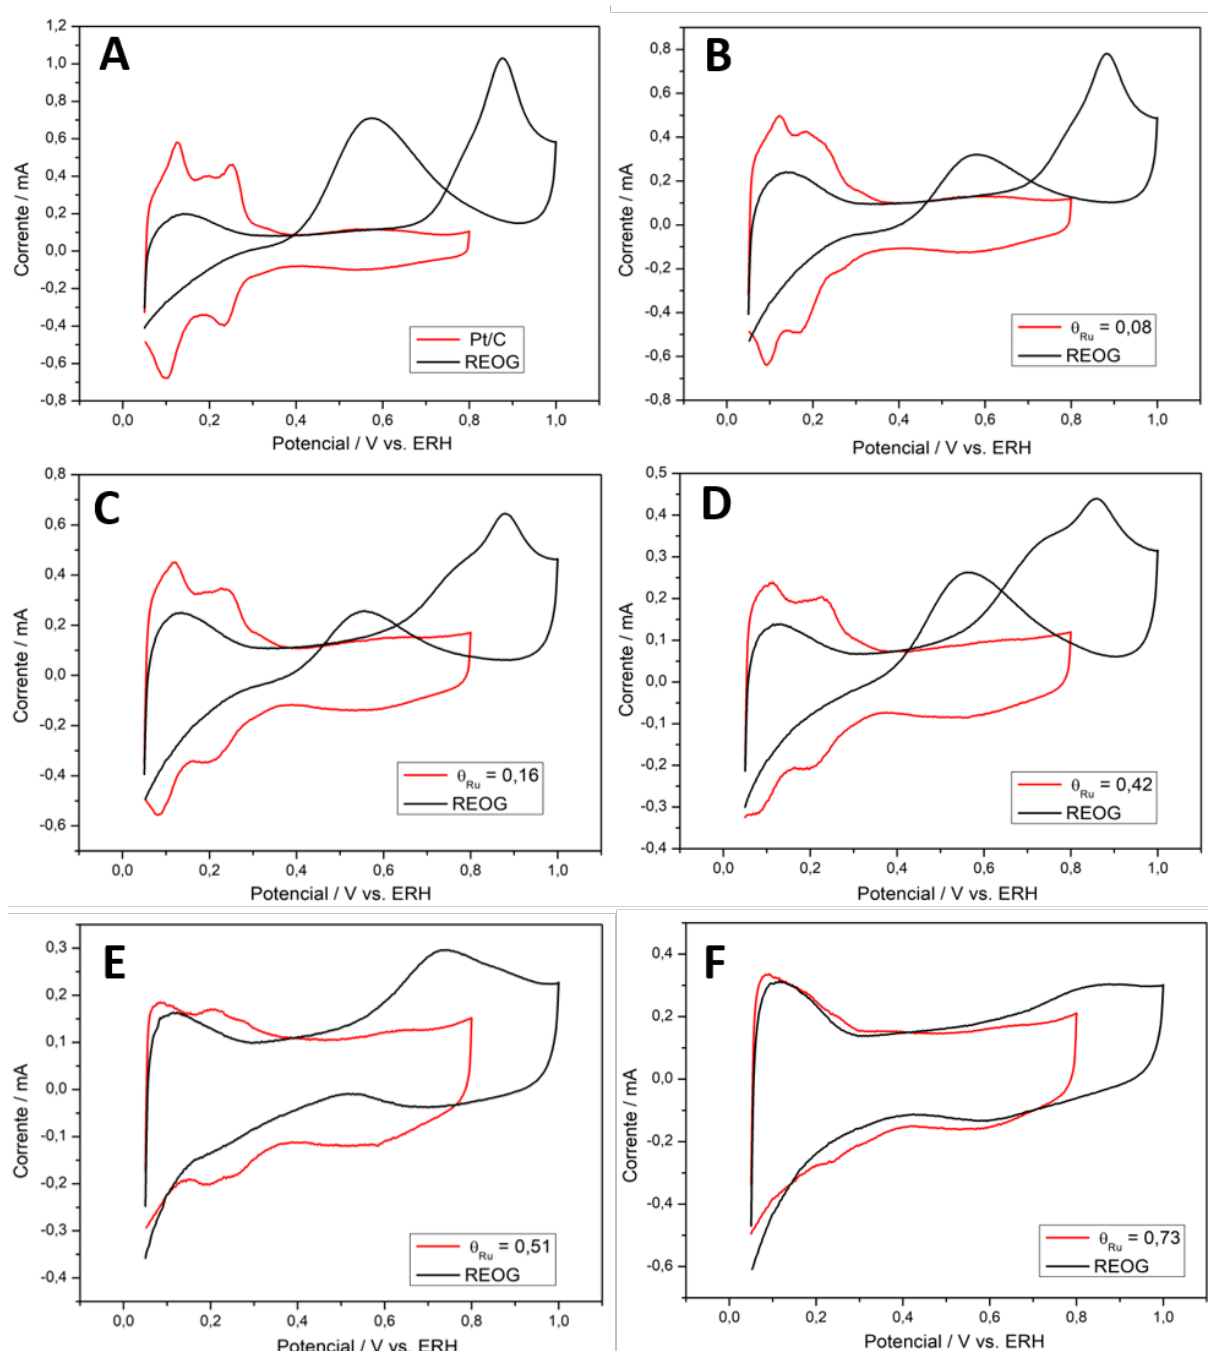 A
1,2
1,0
0,8
0,6
0,4
0,2
0,0
-0,2
-0,4
-0,6
-0,8
Corrente / mA
Pt/C
REOG
0,0 0,2 0,4 0,6 0,8 1,0
Potencial / V vs. ERH
B
0,8
0,6
0,4
0,2
0,0
-0,2
-0,4
-0,6
-0,8
Corrente / mA
θRu = 0,08
REOG
0,0 0,2 0,4 0,6 0,8 1,0
Potencial / V vs. ERH
C
0,8
0,6
0,4
0,2
0,0
-0,2
-0,4
-0,6
Corrente / mA
θRu = 0,16
REOG
0,0 0,2 0,4 0,6 0,8 1,0
Potencial / V vs. ERH
D
0,5
0,4
0,3
0,2
0,1
0,0
-0,1
-0,2
-0,3
-0,4
Corrente / mA
θRu = 0,42
REOG
0,0 0,2 0,4 0,6 0,8 1,0
Potencial / V vs. ERH
E
0,3
0,2
0,1
0,0
-0,1
-0,2
-0,3
-0,4
Corrente / mA
θRu = 0,51
REOG
0,0 0,2 0,4 0,6 0,8 1,0
Potencial / V vs. ERH
F
0,4
0,2
0,0
-0,2
-0,4
-0,6
Corrente / mA
θRu = 0,73
REOG
0,0 0,2 0,4 0,6 0,8 1,0
Potencial / V vs. ERH